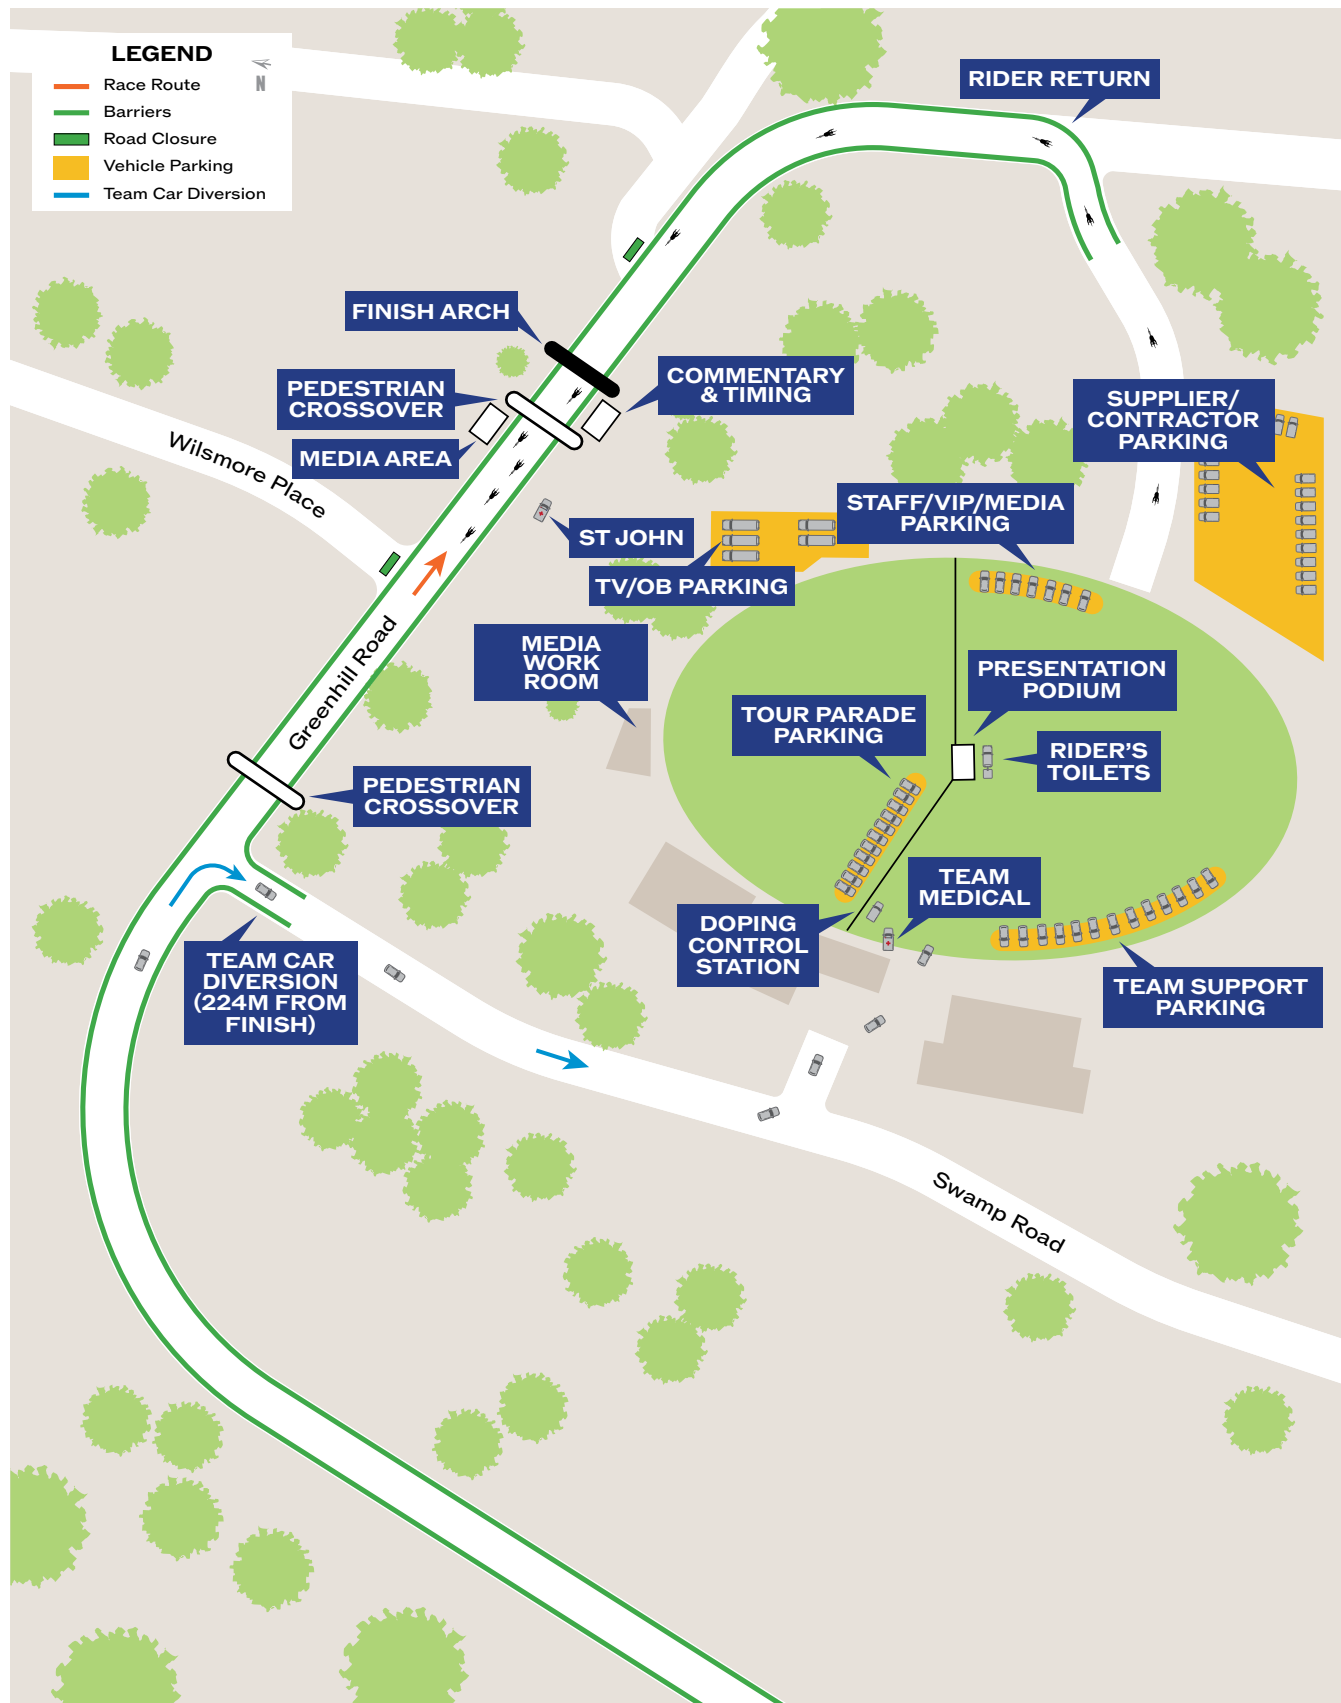 LEGEND
N
Race Route
Barriers
Road Closure
Vehicle Parking
Team Car Diversion
RIDER RETURN
FINISH ARCH
PEDESTRIAN
CROSSOVER
COMMENTARY
& TIMING
SUPPLIER/
CONTRACTOR
PARKING
MEDIA AREA
Wilsmore Place
STAFF/VIP/MEDIA
PARKING
ST JOHN
TV/OB PARKING
MEDIA
WORK
ROOM
Greenhill Road
PRESENTATION
PODIUM
TOUR PARADE
PARKING
RIDER'S
TOILETS
PEDESTRIAN
CROSSOVER
TEAM
MEDICAL
DOPING
CONTROL
STATION
TEAM CAR
DIVERSION
(224M FROM
FINISH)
TEAM SUPPORT
PARKING
Swamp Road